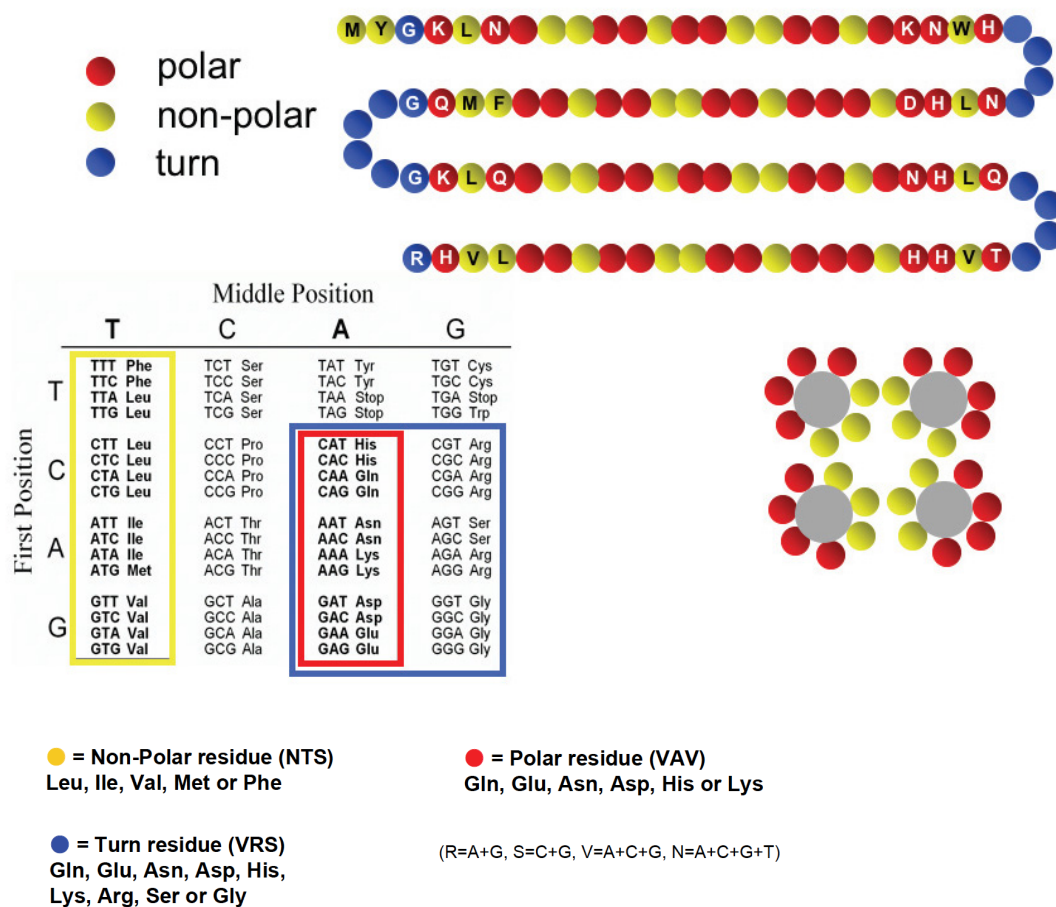 M Y G K L N K N W H
polar
non-polar
turn
G Q M F D H L N
G K L Q N H L Q
R H V L H H V T
Middle Position
T C A G
First Position
T
TTT Phe TCT Ser TAT Tyr TGT Cys
TTC Phe TCC Ser TAC Tyr TGC Cys
TTA Leu TCA Ser TAA Stop TGA Stop
TTG Leu TCG Ser TAG Stop TGG Trp
C
CTT Leu CCT Pro CAT His CGT Arg
CTC Leu CCC Pro CAC His CGC Arg
CTA Leu CCA Pro CAA Gln CGA Arg
CTG Leu CCG Pro CAG Gln CGG Arg
A
ATT Ile ACT Thr AAT Asn AGT Ser
ATC Ile ACC Thr AAC Asn AGC Ser
ATA Ile ACA Thr AAA Lys AGA Arg
ATG Met ACG Thr AAG Lys AGG Arg
G
GTT Val GCT Ala GAT Asp GGT Gly
GTC Val GCC Ala GAC Asp GGC Gly
GTA Val GCA Ala GAA Glu GGA Gly
GTG Val GCG Ala GAG Glu GGG Gly
= Non-Polar residue (NTS)
Leu, Ile, Val, Met or Phe
= Polar residue (VAV)
Gln, Glu, Asn, Asp, His or Lys
= Turn residue (VRS)
Gln, Glu, Asn, Asp, His,
Lys, Arg, Ser or Gly
(R=A+G, S=C+G, V=A+C+G, N=A+C+G+T)